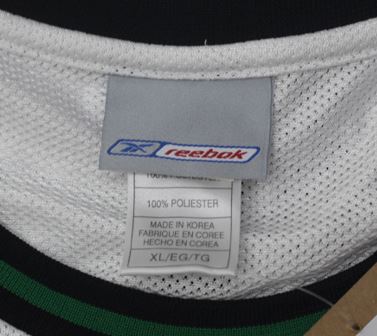 reebok
100% POLIESTER
MADE IN KOREA
FABRIQUE EN COREE
HECHO EN COREA
XL/EG/TG